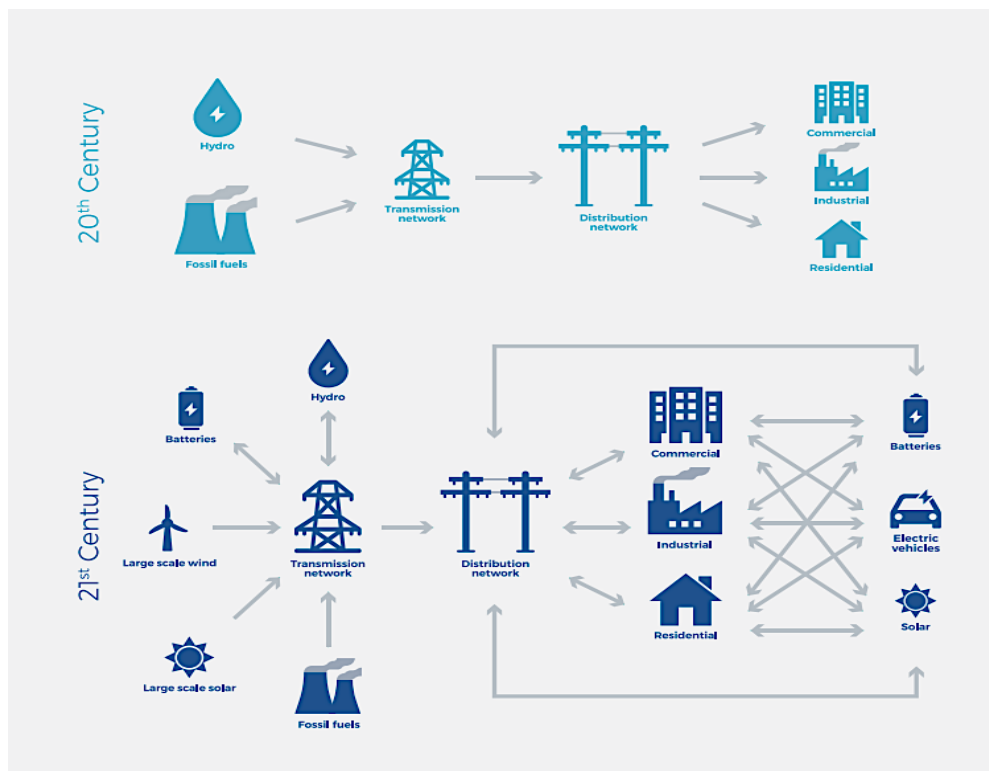 20th Century
Hydro
Fossil fuels
Transmission
network
Distribution
network
Commercial
Industrial
Residential
21st Century
Hydro
Batteries
Large scale wind
Large scale solar
Fossil fuels
Transmission
network
Distribution
network
Commercial
Industrial
Residential
Batteries
Electric
vehicles
Solar